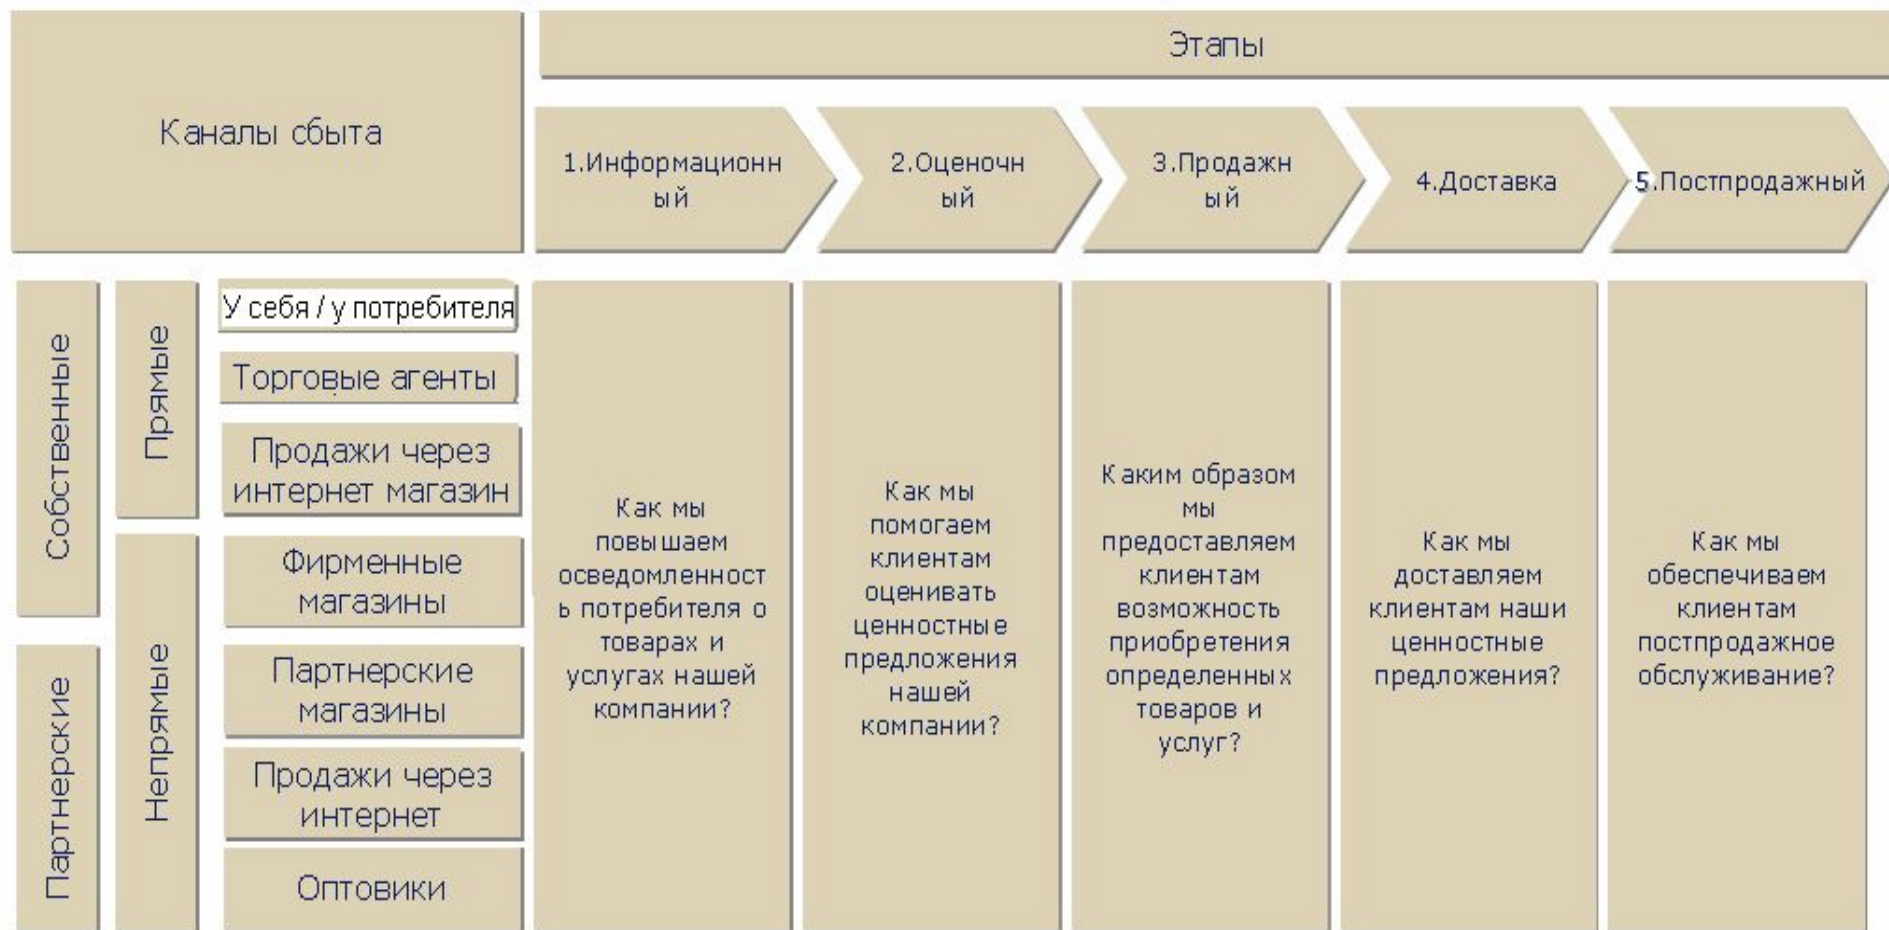 Каналы сбыта
Этапы
1.Информационн
ый
2.Оценочн
ый
3.Продажн
ый
4.Доставка
5.Постпродажный
Собственные
Партнерские
Прямые
Непрямые
У себя / у потребителя
Торговые агенты
Продажи через
интернет магазин
Фирменные
магазины
Партнерские
магазины
Продажи через
интернет
Оптовики
Как мы
повышаем
осведомленност
ь потребителя о
товарах и
услугах нашей
компании?
Как мы
помогаем
клиентам
оценивать
ценностные
предложения
нашей
компании?
Каким образом
мы
предоставляем
клиентам
возможность
приобретения
определенных
товаров и
услуг?
Как мы
доставляем
клиентам наши
ценностные
предложения?
Как мы
обеспечиваем
клиентам
постпродажное
обслуживание?